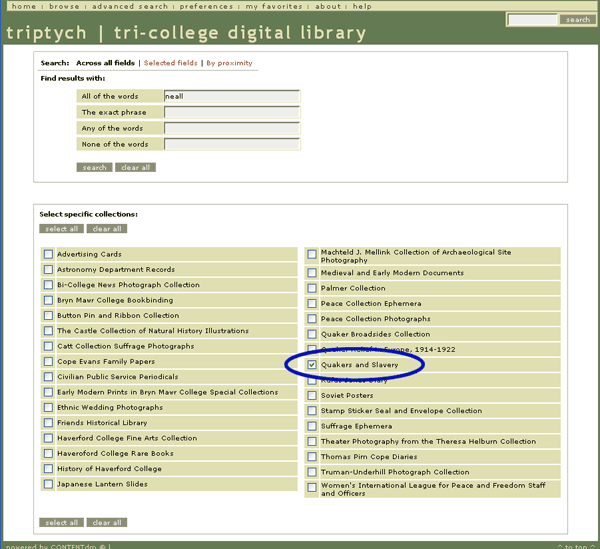 home : browse : advanced search : preferences : my favorites : about : help
search
triptych | tri-college digital library
Search: Across all fields | Selected fields | By proximity
Find results with:
All of the words neall
The exact phrase
Any of the words
None of the words
search clear all
Select specific collections:
select all clear all
Advertising Cards
Astronomy Department Records
Bi-College News Photograph Collection
Bryn Mawr College Bookbinding
Button Pin and Ribbon Collection
The Castle Collection of Natural History Illustrations
Catt Collection Suffrage Photographs
Cope Evans Family Papers
Civilian Public Service Periodicals
Early Modern Prints in Bryn Mawr College Special Collections
Ethnic Wedding Photographs
Friends Historical Library
Haverford College Fine Arts Collection
Haveroford College Rare Books
History of Haverford College
Japanese Lantern Slides
Machteld J. Mellink Collection of Archaeological Site
Photography
Medieval and Early Modern Documents
Palmer Collection
Peace Collection Ephemera
Peace Collection Photographs
Quaker Broadsides Collection
Quaker Relief in Europe, 1914-1922
Quakers and Slavery
Rufus Jones Diary
Soviet Posters
Stamp Sticker Seal and Envelope Collection
Suffrage Ephemera
Theater Photography from the Theresa Helburn Collection
Thomas Pim Cope Diaries
Truman-Underhill Photograph Collection
Women's International League for Peace and Freedom Staff
and Officers
select all clear all
powered by CONTENTdm ® |
^ to top ^